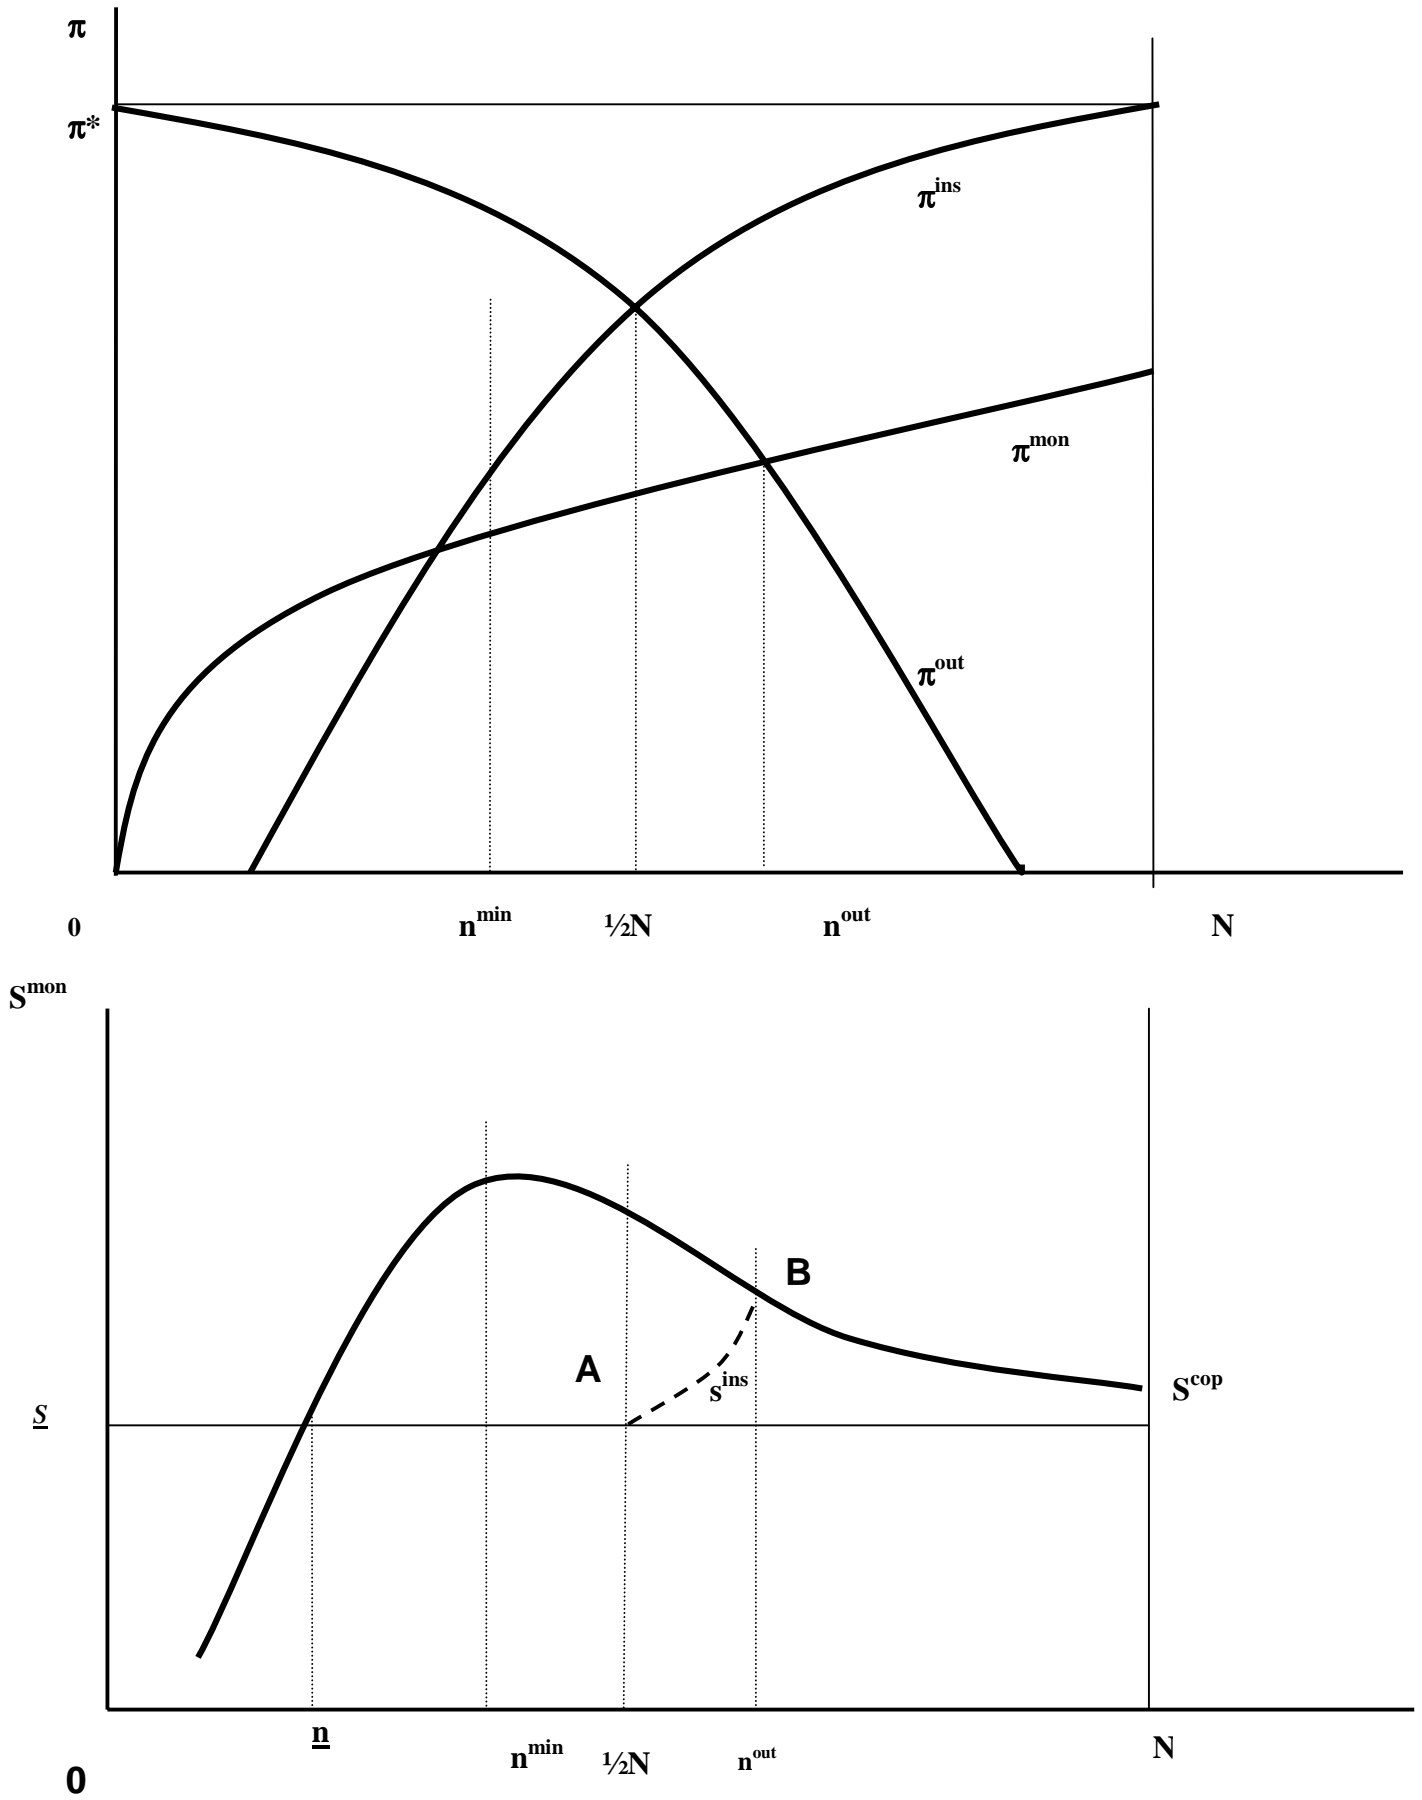 π
π*
π^ins
π^mon
π^out
0 n^min ½N n^out N
S^mon
B
A
s^ins
S^cop
S
n
n^min ½N n^out N
0